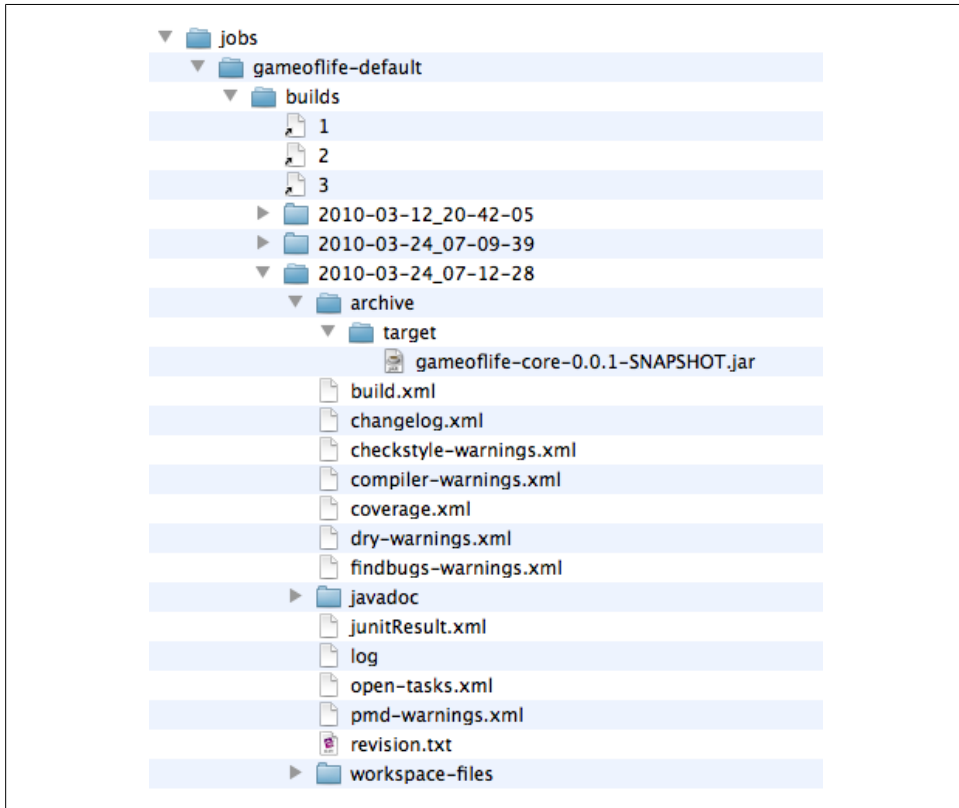 jobs
gameoflife-default
builds
1
2
3
2010-03-12_20-42-05
2010-03-24_07-09-39
2010-03-24_07-12-28
archive
target
gameoflife-core-0.0.1-SNAPSHOT.jar
build.xml
changelog.xml
checkstyle-warnings.xml
compiler-warnings.xml
coverage.xml
dry-warnings.xml
findbugs-warnings.xml
javadoc
junitResult.xml
log
open-tasks.xml
pmd-warnings.xml
revision.txt
workspace-files